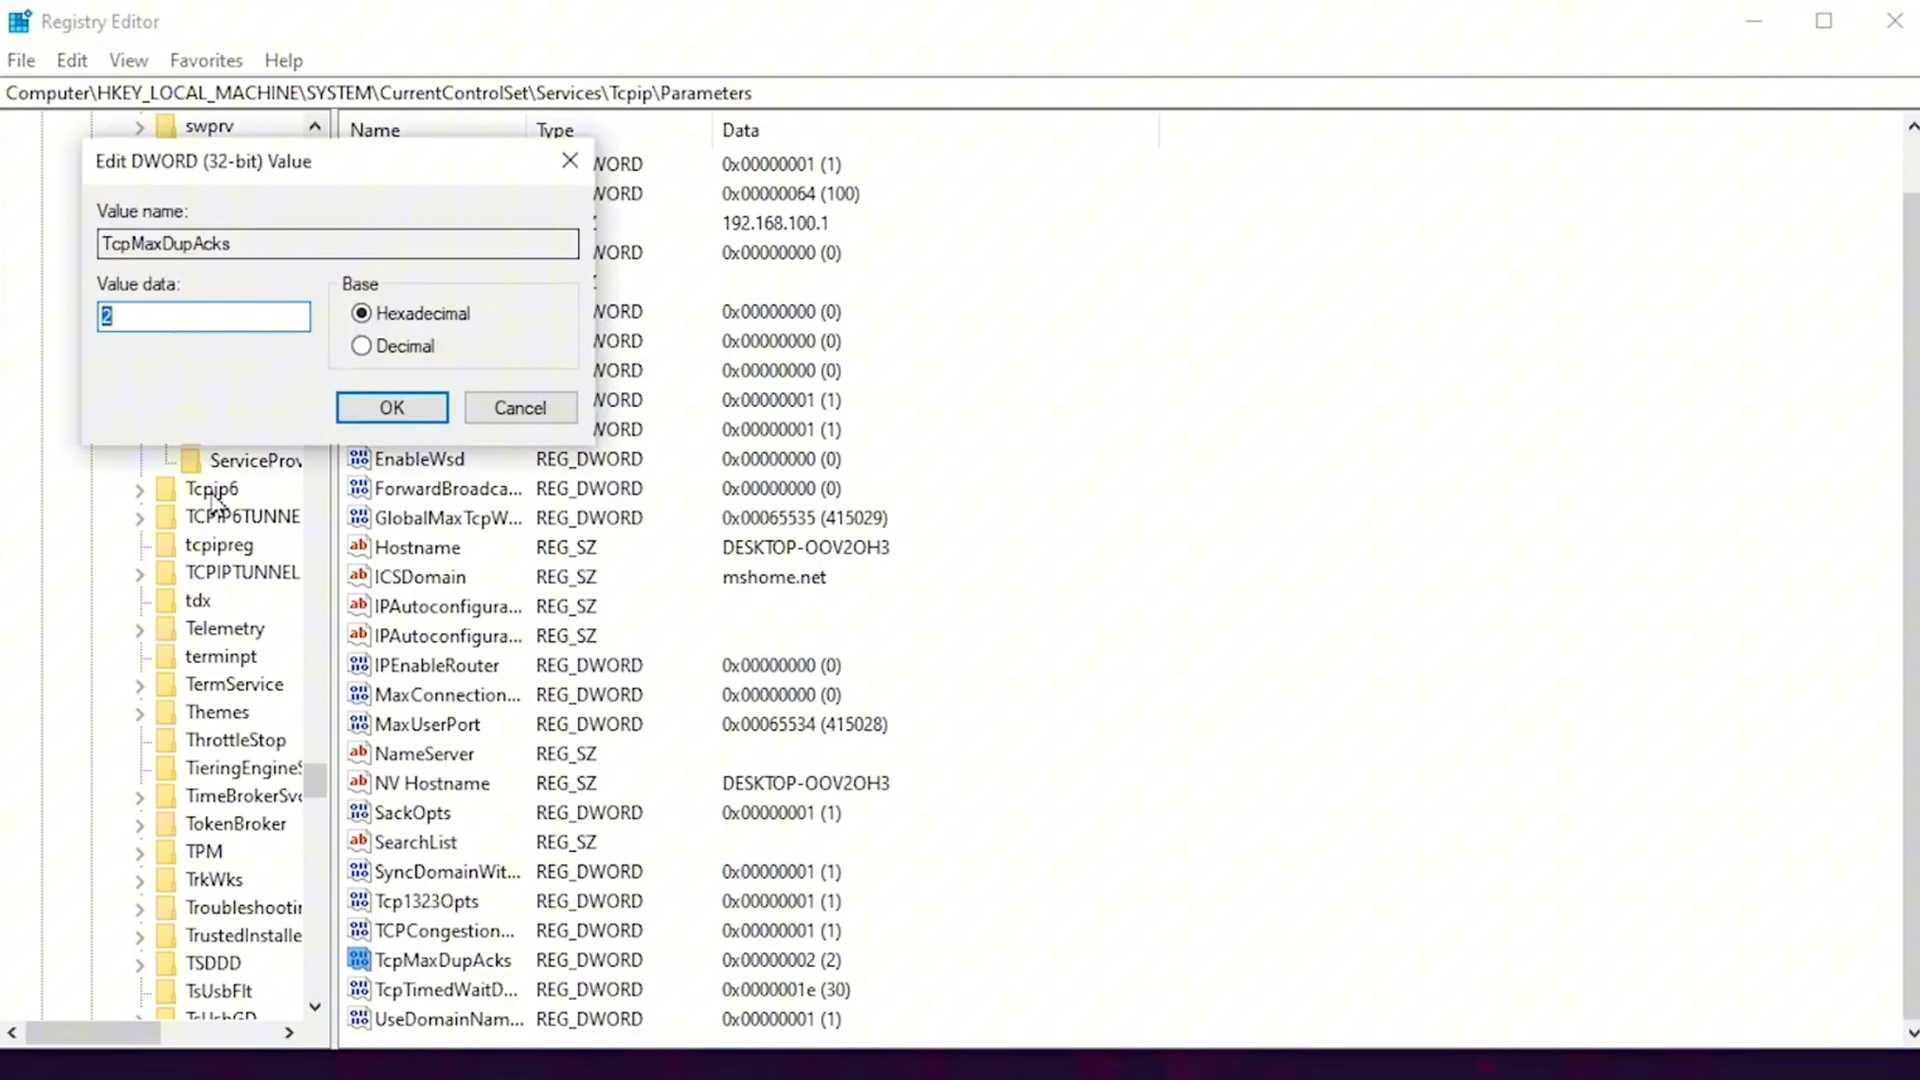 Registry Editor
File Edit View Favorites Help
Computer\HKEY_LOCAL_MACHINE\SYSTEM\CurrentControlSet\Services\Tcpip\Parameters
swprv
Name Type Data
Edit DWORD (32-bit) Value
Value name:
TcpMaxDupAcks
Value data:
2
Base
Hexadecimal
Decimal
OK Cancel
WORD 0x00000001 (1)
WORD 0x00000064 (100)
192.168.100.1
WORD 0x00000000 (0)
WORD 0x00000000 (0)
WORD 0x00000000 (0)
WORD 0x00000000 (0)
WORD 0x00000001 (1)
WORD 0x00000001 (1)
ServiceProv
Tcpip6
TCPIP6TUNNE
tcpipreg
TCPIPTUNNEL
tdx
Telemetry
terminpt
TermService
Themes
ThrottleStop
TieringEngineS
TimeBrokerSvc
TokenBroker
TPM
TrkWks
Troubleshootin
TrustedInstalle
TSDDD
TsUsbFlt
TsUsbGD
EnableWsd REG_DWORD 0x00000000 (0)
ForwardBroadca... REG_DWORD 0x00000000 (0)
GlobalMaxTcpW... REG_DWORD 0x00065535 (415029)
Hostname REG_SZ DESKTOP-OOV2OH3
ICSDomain REG_SZ mshome.net
IPAutoconfigura... REG_SZ
IPAutoconfigura... REG_SZ
IPEnableRouter REG_DWORD 0x00000000 (0)
MaxConnection... REG_DWORD 0x00000000 (0)
MaxUserPort REG_DWORD 0x00065534 (415028)
NameServer REG_SZ
NV Hostname REG_SZ DESKTOP-OOV2OH3
SackOpts REG_DWORD 0x00000001 (1)
SearchList REG_SZ
SyncDomainWit... REG_DWORD 0x00000001 (1)
Tcp1323Opts REG_DWORD 0x00000001 (1)
TCPCongestion... REG_DWORD 0x00000001 (1)
TcpMaxDupAcks REG_DWORD 0x00000002 (2)
TcpTimedWaitD... REG_DWORD 0x0000001e (30)
UseDomainNam... REG_DWORD 0x00000001 (1)